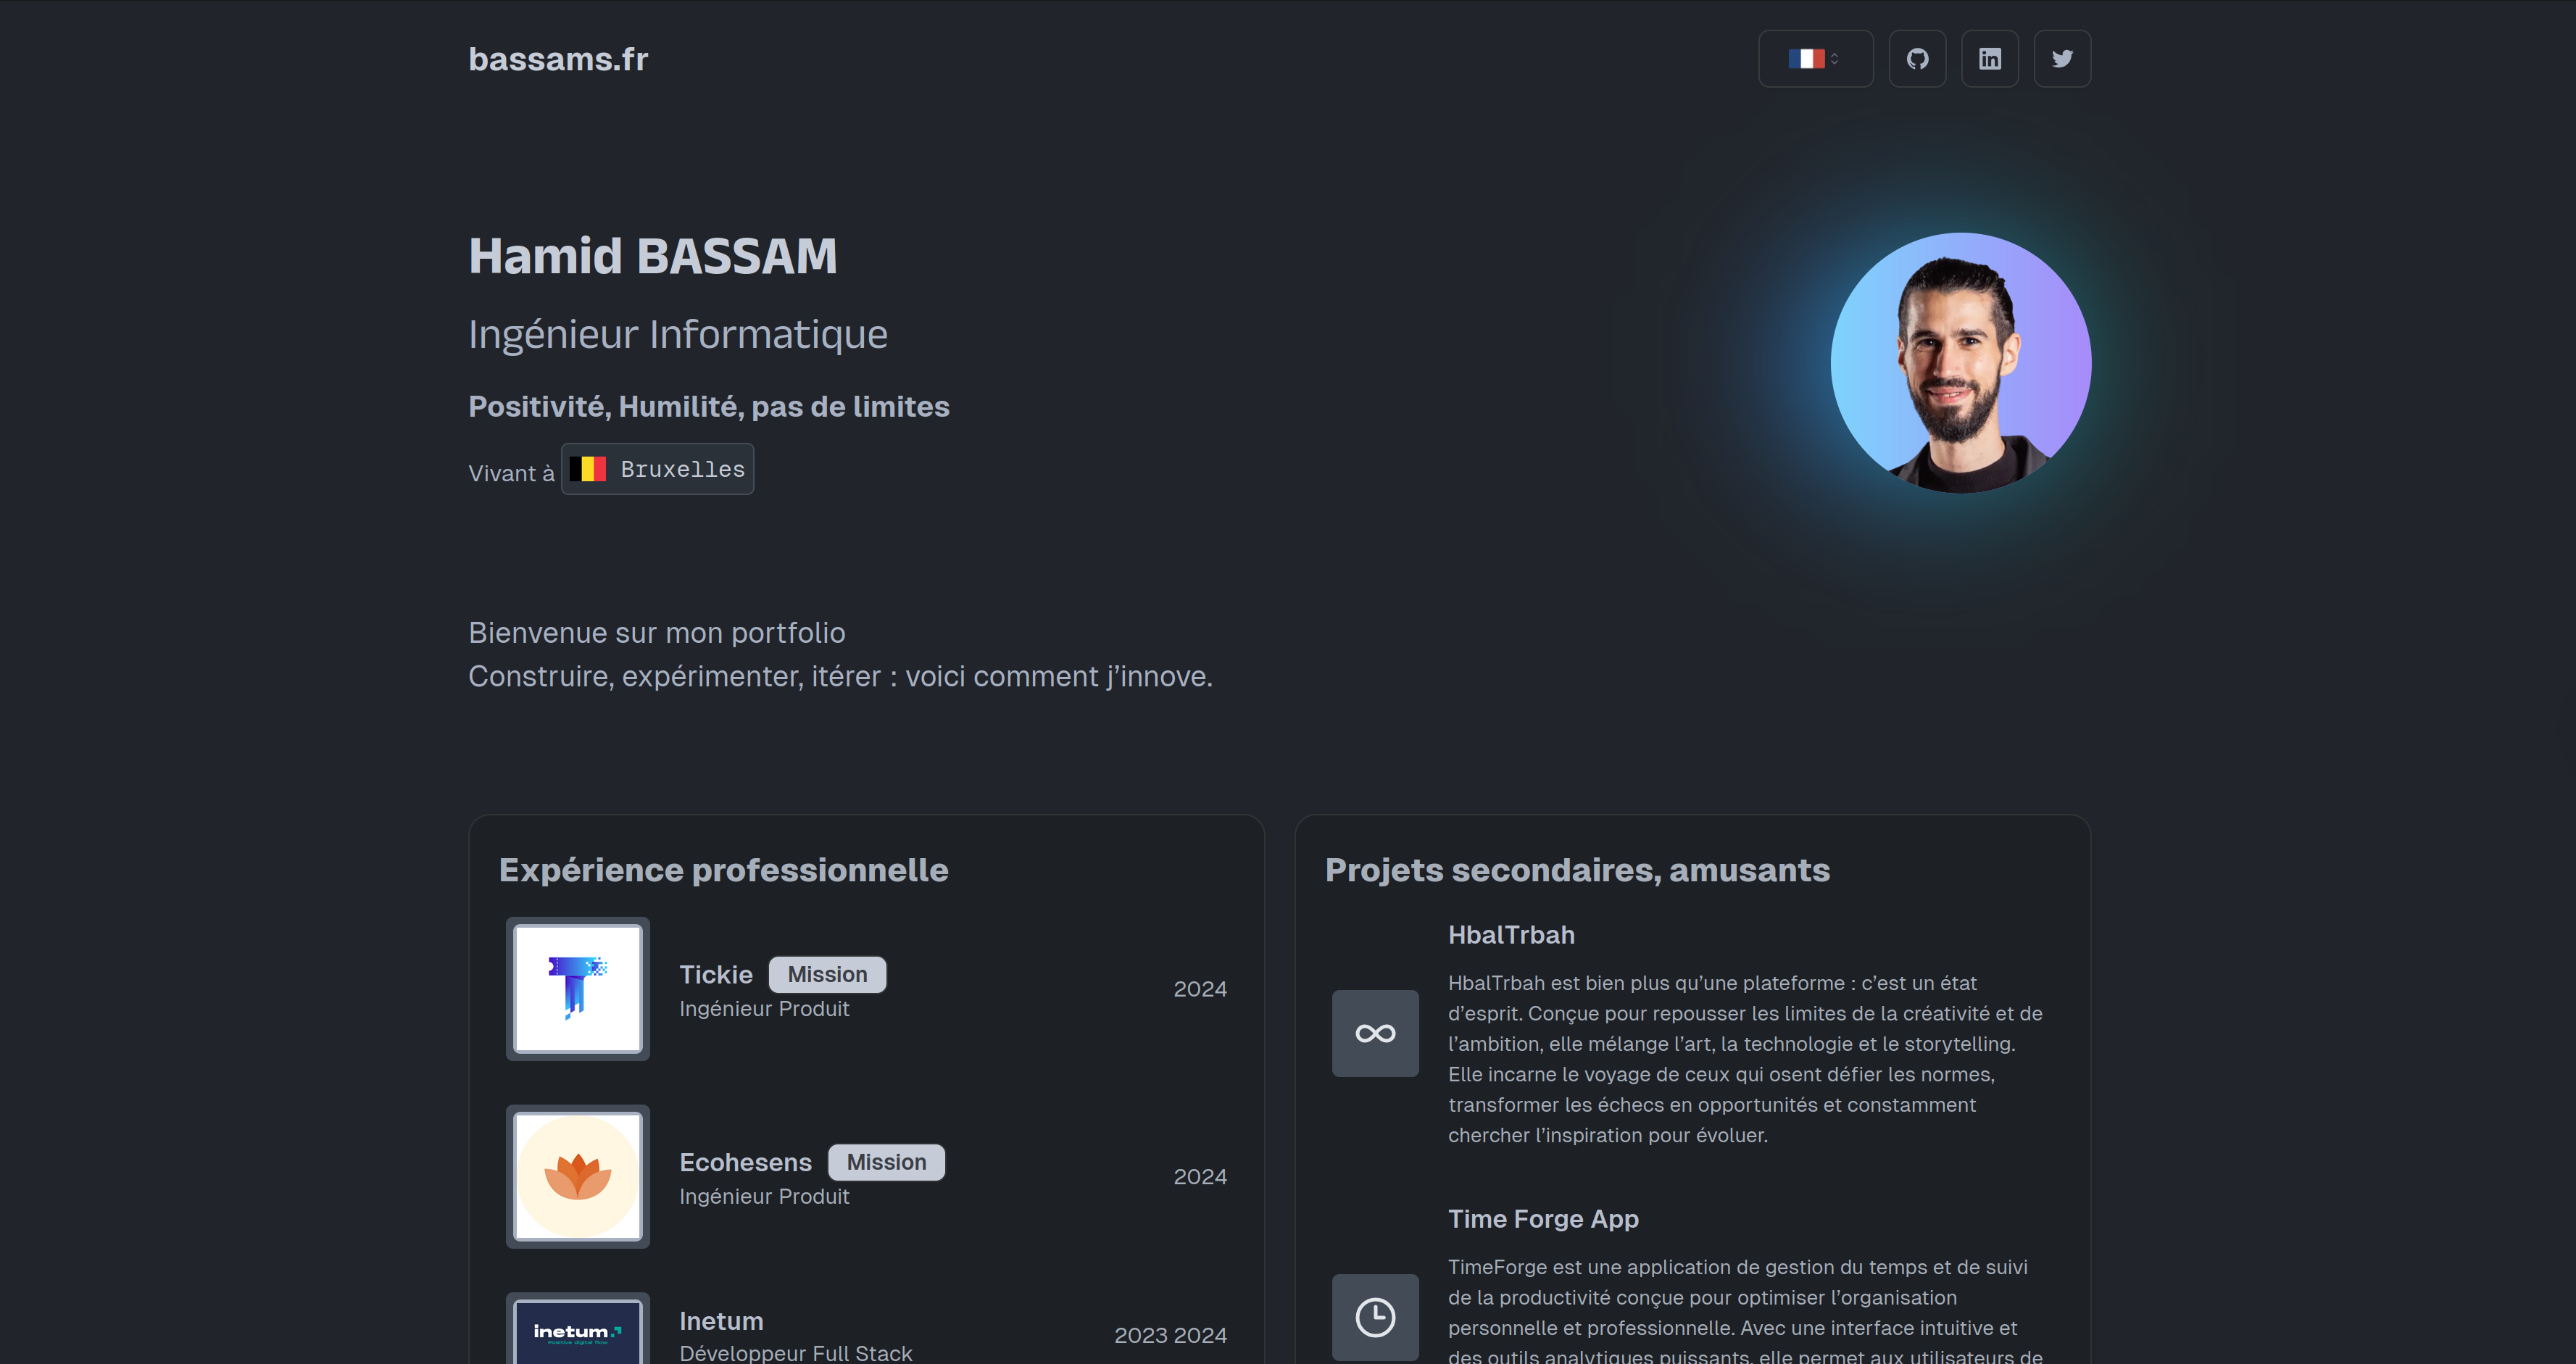 bassams.fr
Hamid BASSAM
Ingénieur Informatique
Positivité, Humilité, pas de limites
Vivant à Bruxelles
Bienvenue sur mon portfolio
Construire, expérimenter, itérer : voici comment j’innove.
Expérience professionnelle
Tickie Mission
Ingénieur Produit
2024
Ecohesens Mission
Ingénieur Produit
2024
inetum
Positive digital flow
Inetum
Développeur Full Stack
2023 2024
Projets secondaires, amusants
HbalTrbah
HbalTrbah est bien plus qu’une plateforme : c’est un état
d’esprit. Conçue pour repousser les limites de la créativité et de
l’ambition, elle mélange l’art, la technologie et le storytelling.
Elle incarne le voyage de ceux qui osent défier les normes,
transformer les échecs en opportunités et constamment
chercher l’inspiration pour évoluer.
Time Forge App
TimeForge est une application de gestion du temps et de suivi
de la productivité conçue pour optimiser l’organisation
personnelle et professionnelle. Avec une interface intuitive et
des outils analytiques puissants, elle permet aux utilisateurs de